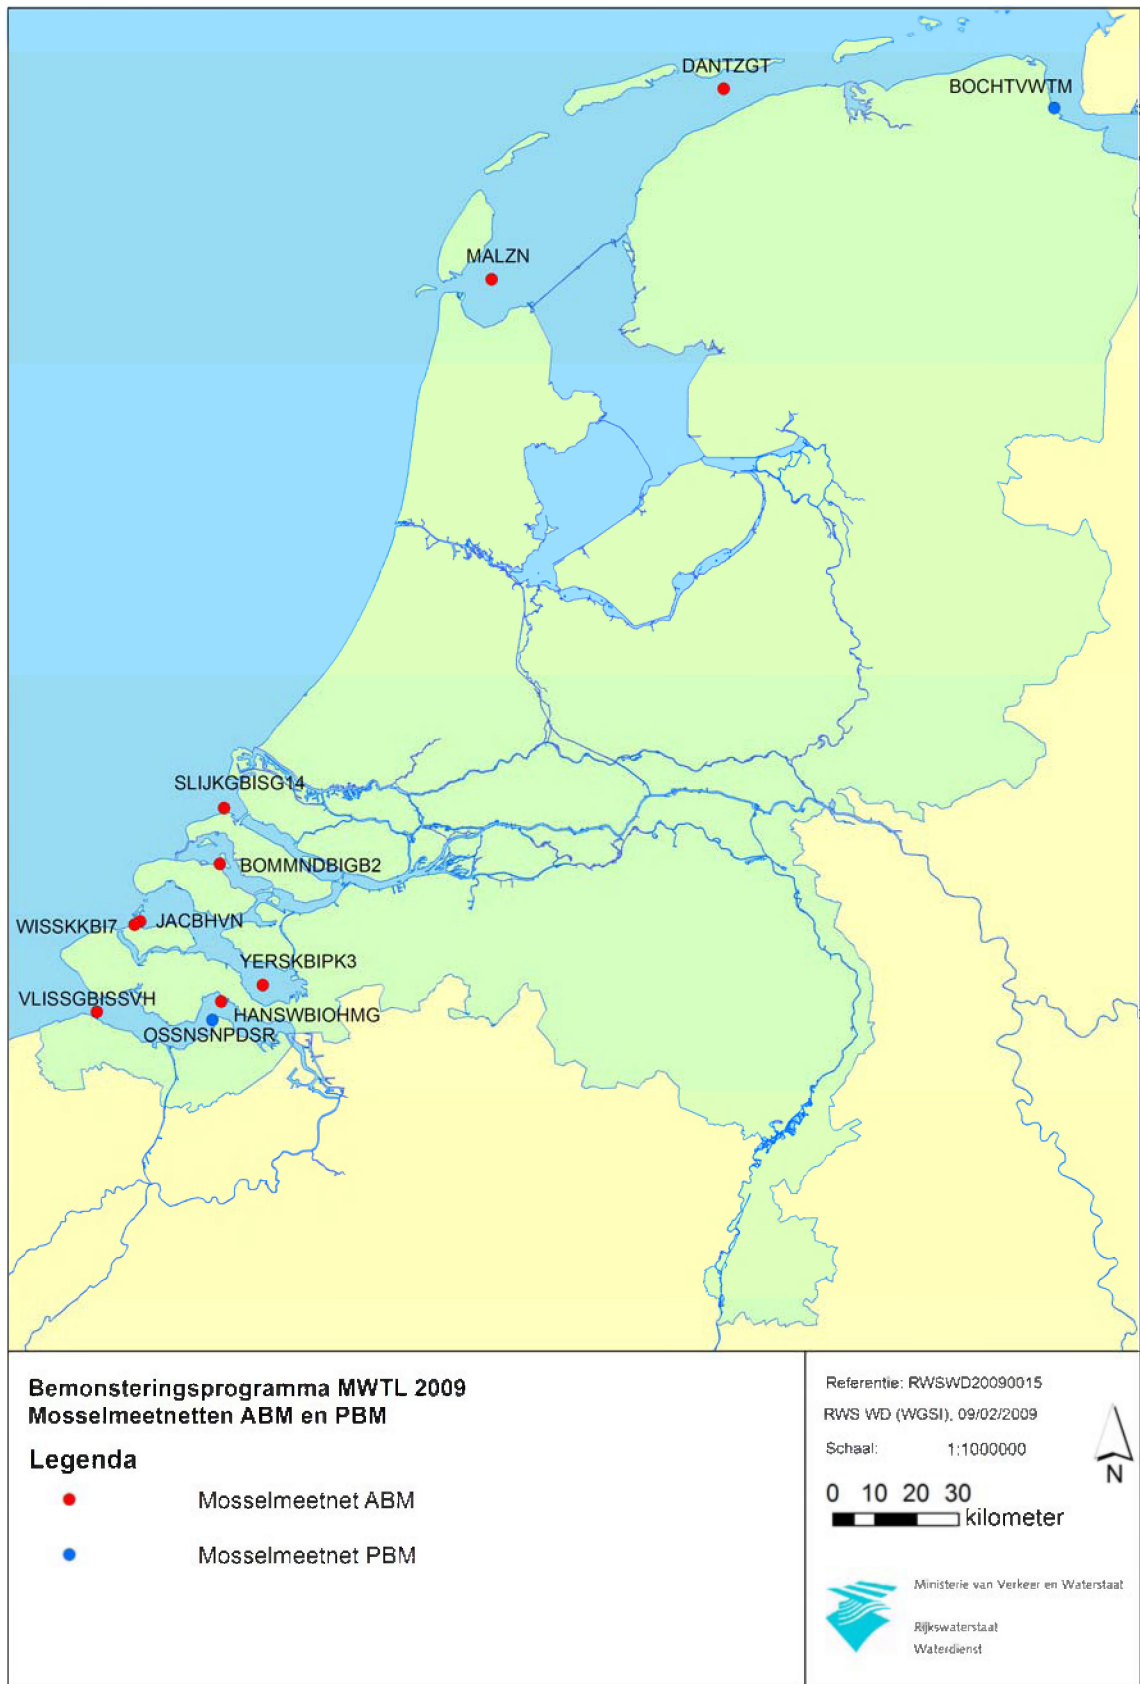 DANTZGT
BOCHTVWTM
MALZN
SLIJKGBISG14
BOMMNDBIGB2
WISSKKBI7
JACBHVN
YERSKBIPK3
VLISSGBISSVH
HANSWBIOHMG
OSSNSNPDSR
Bemonsteringsprogramma MWTL 2009
Mosselmeetnetten ABM en PBM
Legenda
Mosselmeetnet ABM
Mosselmeetnet PBM
Referentie: RWSWD20090015
RWS WD (WGSI), 09/02/2009
Schaal: 1:1000000
N
0 10 20 30
kilometer
Ministerie van Verkeer en Waterstaat
Rijkswaterstaat
Waterdienst